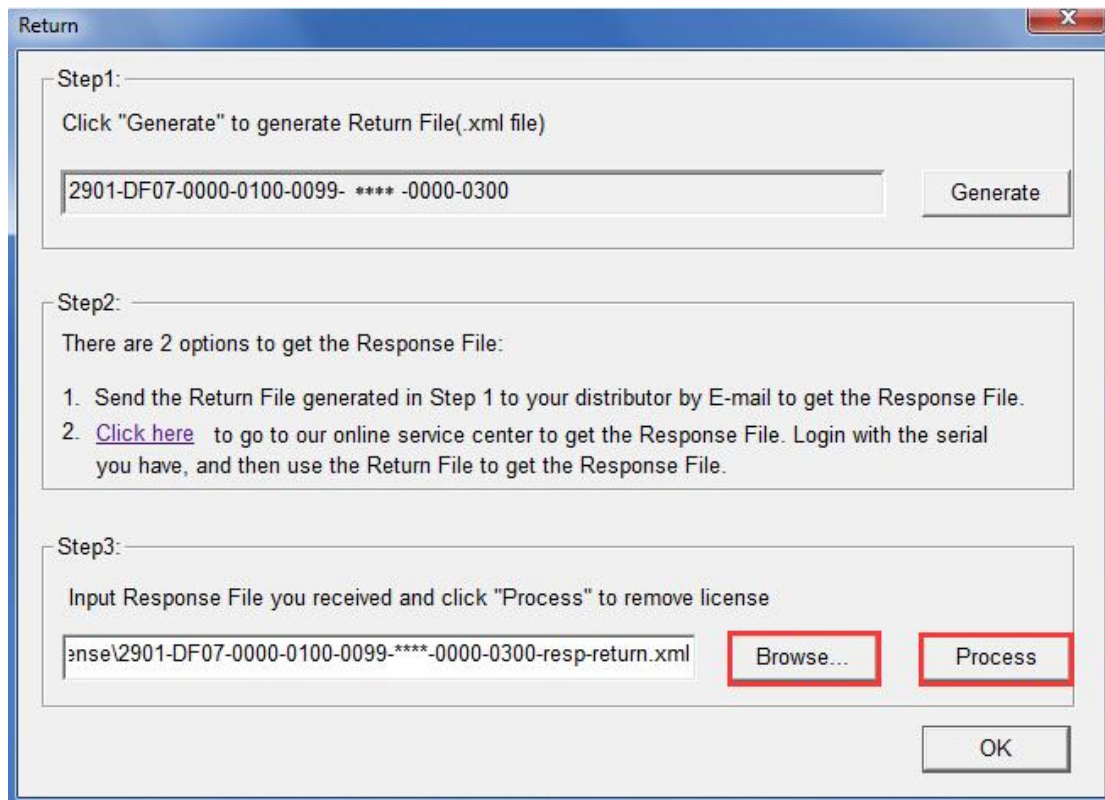 Return
Step1:
Click "Generate" to generate Return File(.xml file)
2901-DF07-0000-0100-0099- **** -0000-0300
Generate
Step2:
There are 2 options to get the Response File:
1. Send the Return File generated in Step 1 to your distributor by E-mail to get the Response File.
2. Click here to go to our online service center to get the Response File. Login with the serial
you have, and then use the Return File to get the Response File.
Step3:
Input Response File you received and click "Process" to remove license
ense\2901-DF07-0000-0100-0099-****-0000-0300-resp-return.xml
Browse...
Process
OK